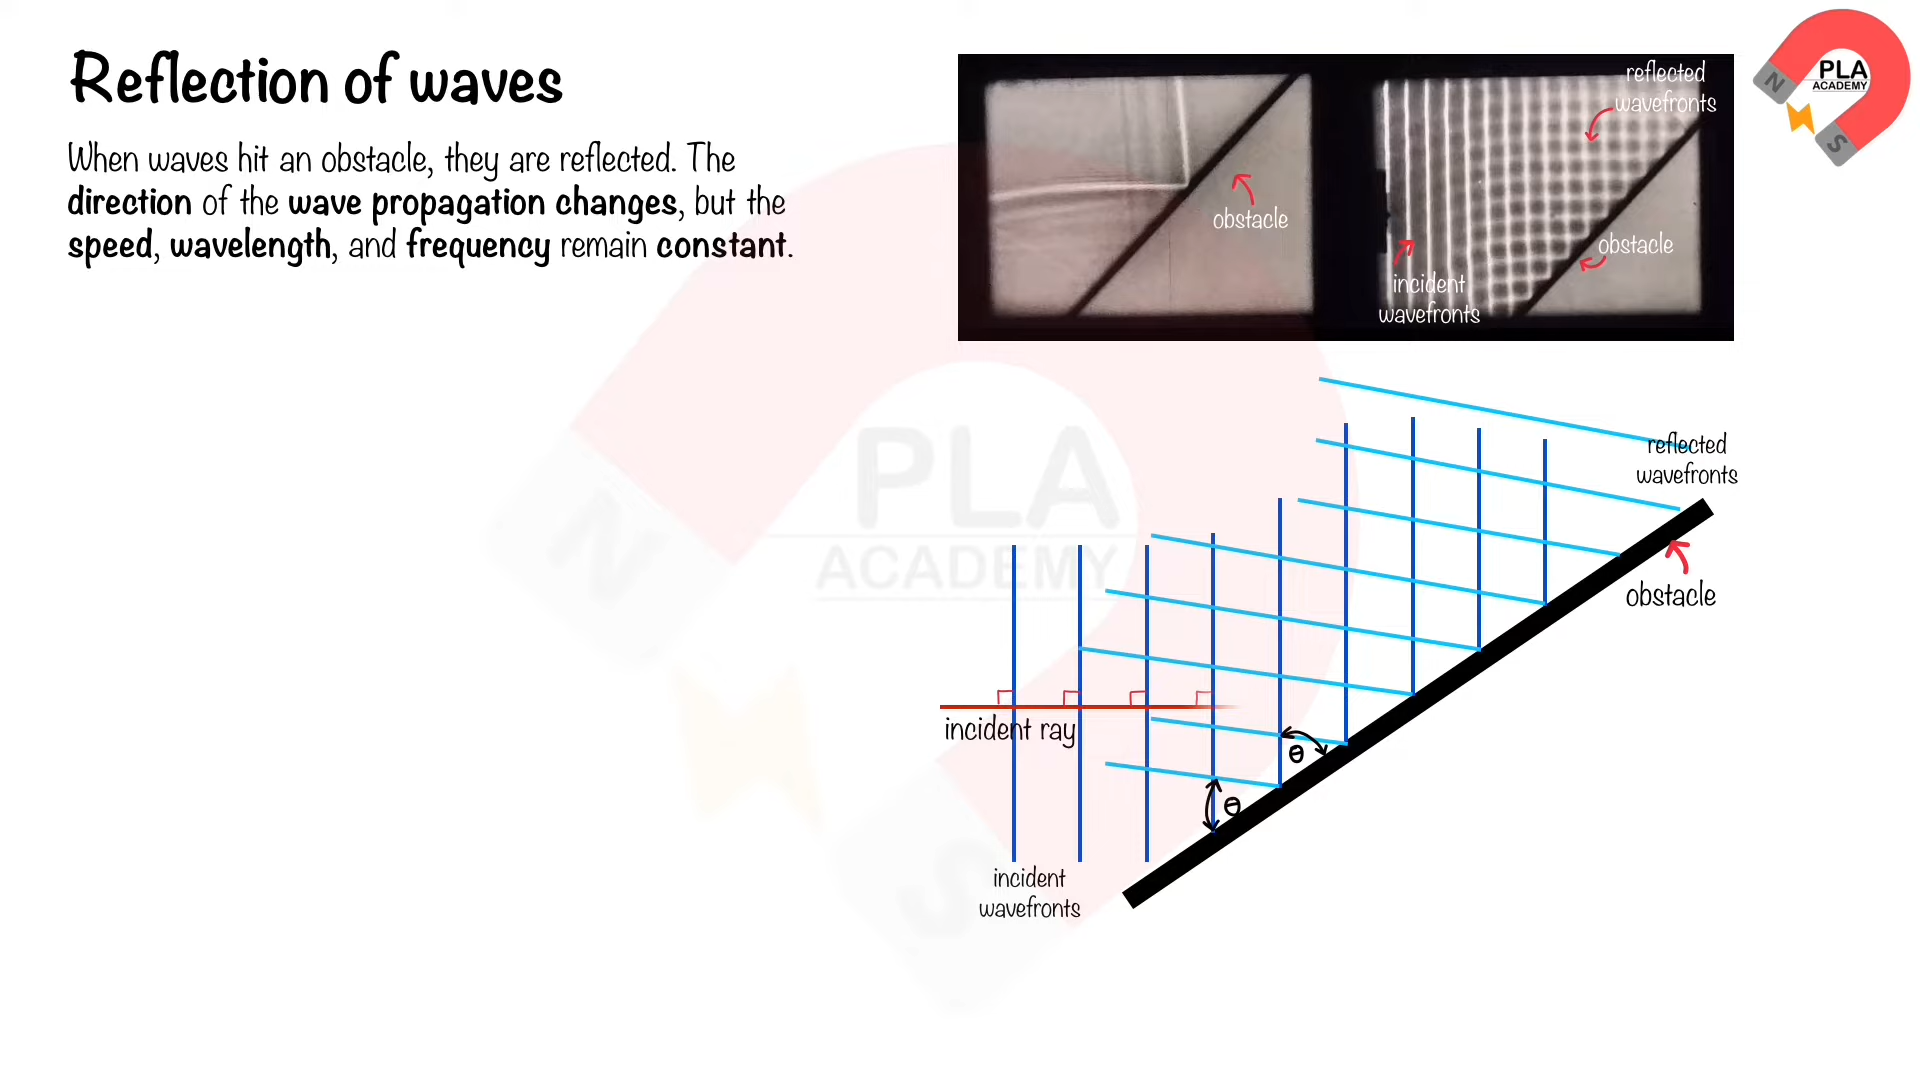 Reflection of waves
When waves hit an obstacle, they are reflected. The
direction of the wave propagation changes, but the
speed, wavelength, and frequency remain constant.
obstacle
reflected
wavefronts
obstacle
incident
wavefronts
N
PLA
ACADEMY
S
N
PLA
ACADEMY
S
reflected
wavefronts
obstacle
incident ray
θ
θ
incident
wavefronts